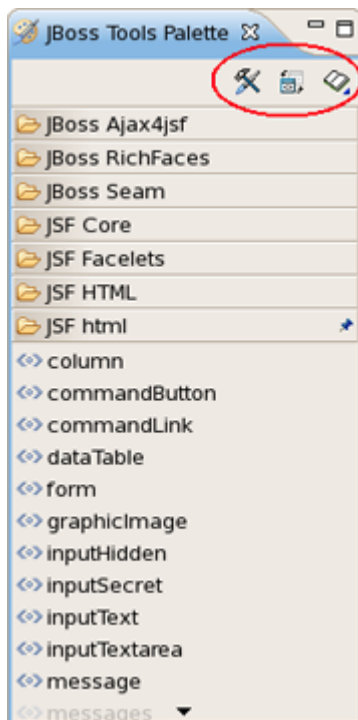 JBoss Tools Palette
JBoss Ajax4jsf
JBoss RichFaces
JBoss Seam
JSF Core
JSF Facelets
JSF HTML
JSF html
column
commandButton
commandLink
dataTable
form
graphicImage
inputHidden
inputSecret
inputText
inputTextarea
message
messages